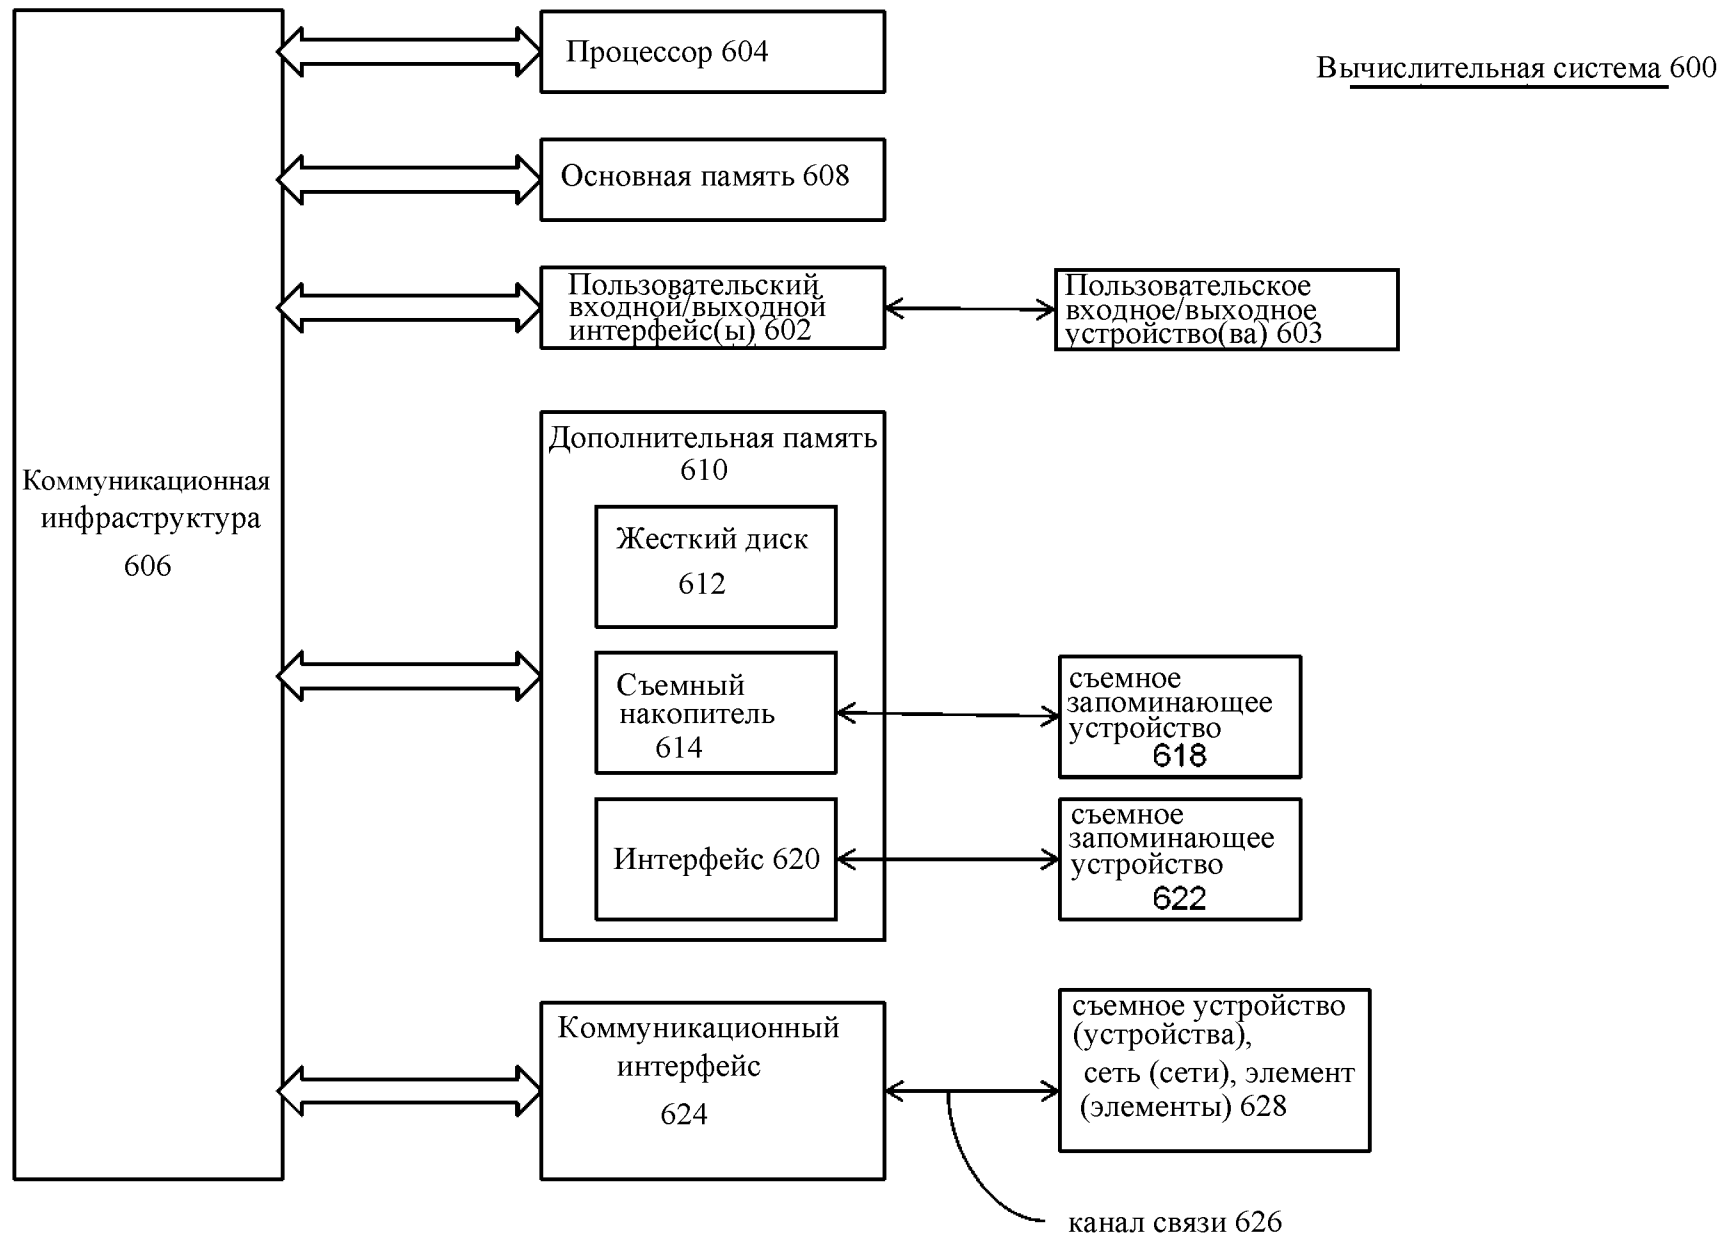 Процессор 604
Вычислительная система 600
Основная память 608
Пользовательский
входной/выходной
интерфейс(ы) 602
Пользовательское
входное/выходное
устройство(ва) 603
Коммуникационная
инфраструктура
606
Дополнительная память
610
Жесткий диск
612
Съемный
накопитель
614
съемное
запоминающее
устройство
618
Интерфейс 620
съемное
запоминающее
устройство
622
Коммуникационный
интерфейс
624
съемное устройство
(устройства),
сеть (сети), элемент
(элементы) 628
канал связи 626